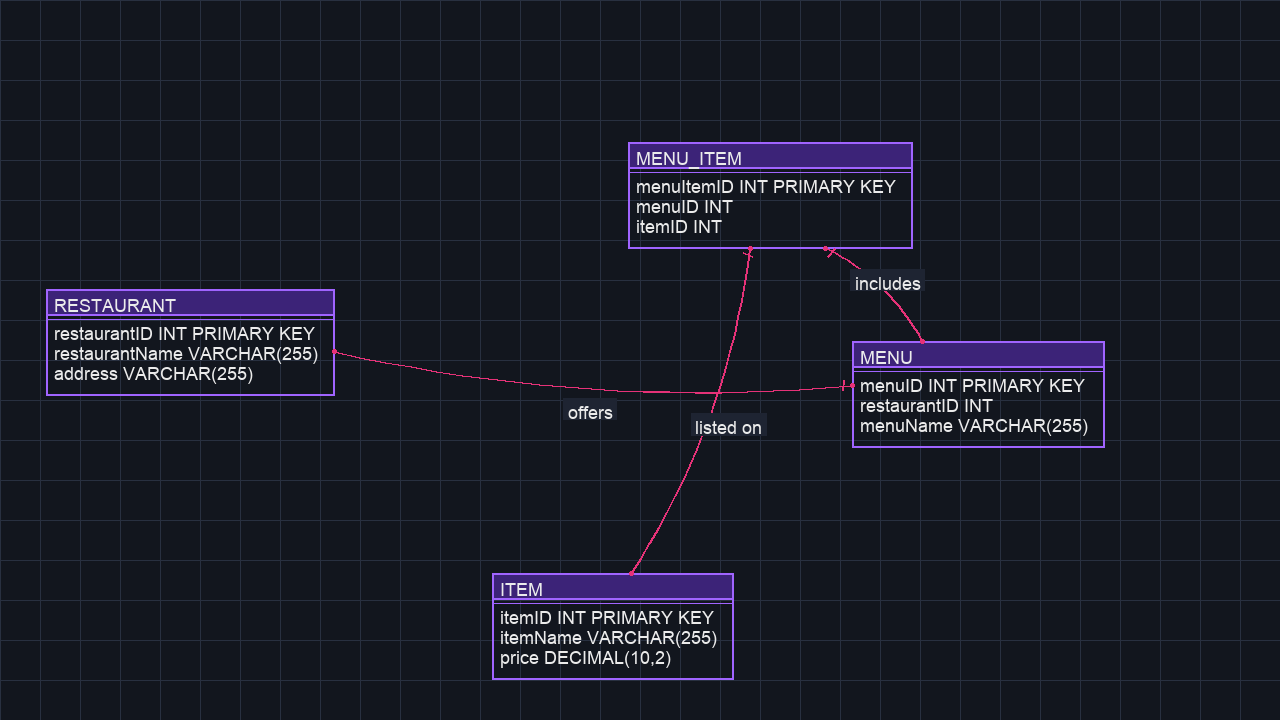 MENU_ITEM
menuItemID INT PRIMARY KEY
menuID INT
itemID INT
includes
RESTAURANT
restaurantID INT PRIMARY KEY
restaurantName VARCHAR(255)
address VARCHAR(255)
MENU
menuID INT PRIMARY KEY
restaurantID INT
menuName VARCHAR(255)
offers
listed on
ITEM
itemID INT PRIMARY KEY
itemName VARCHAR(255)
price DECIMAL(10,2)